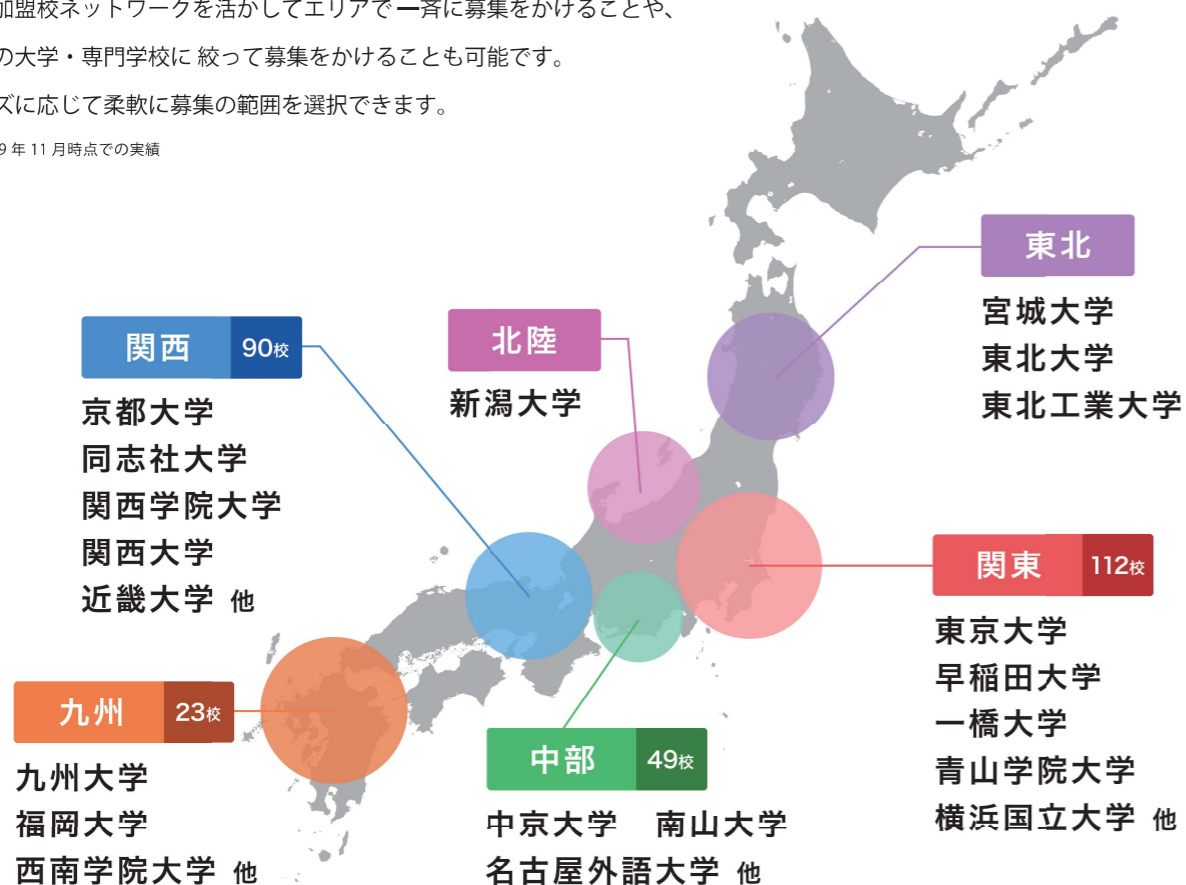 加盟校ネットワークを活かしてエリアで一斉に募集をかけることや、
の大学・専門学校に 絞って募集をかけることも可能です。
ズに応じて柔軟に募集の範囲を選択できます。
9 年 11 月時点での実績
東北
宮城大学
東北大学
東北工業大学
北陸
新潟大学
関西 90校
京都大学
同志社大学
関西学院大学
関西大学
近畿大学 他
関東 112校
東京大学
早稲田大学
一橋大学
青山学院大学
横浜国立大学 他
九州 23校
九州大学
福岡大学
西南学院大学 他
中部 49校
中京大学 南山大学
名古屋外語大学 他